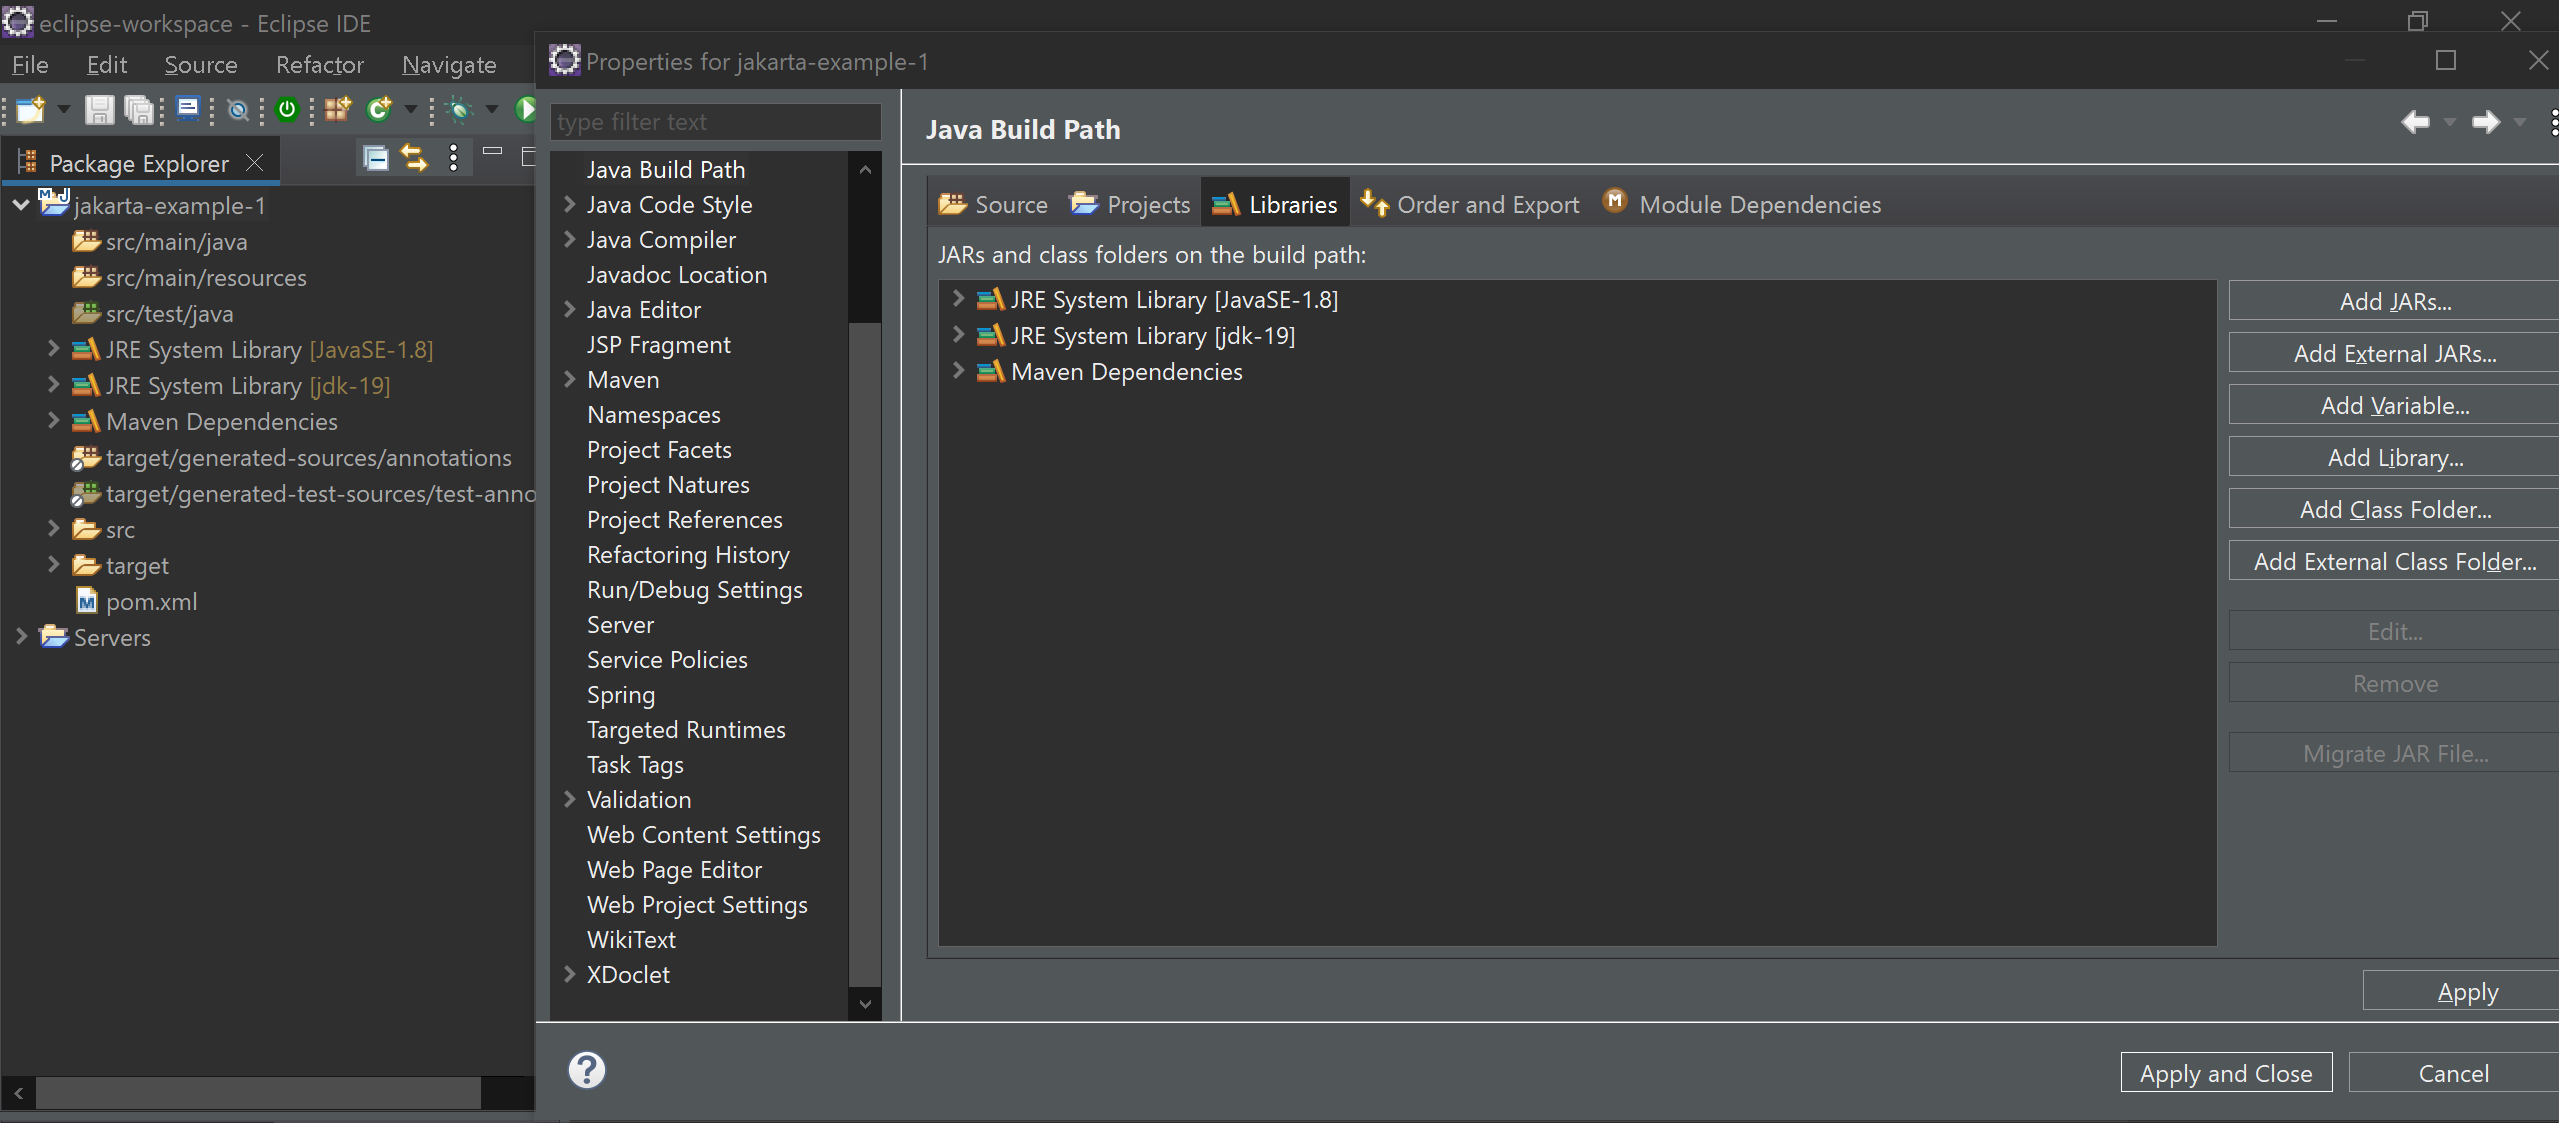 eclipse-workspace - Eclipse IDE
File Edit Source Refactor Navigate
Package Explorer
jakarta-example-1
src/main/java
src/main/resources
src/test/java
JRE System Library [JavaSE-1.8]
JRE System Library [jdk-19]
Maven Dependencies
target/generated-sources/annotations
target/generated-test-sources/test-anno
src
target
pom.xml
Servers
Properties for jakarta-example-1
type filter text
Java Build Path
Java Code Style
Java Compiler
Javadoc Location
Java Editor
JSP Fragment
Maven
Namespaces
Project Facets
Project Natures
Project References
Refactoring History
Run/Debug Settings
Server
Service Policies
Spring
Targeted Runtimes
Task Tags
Validation
Web Content Settings
Web Page Editor
Web Project Settings
WikiText
XDoclet
Java Build Path
Source Projects Libraries Order and Export Module Dependencies
JARs and class folders on the build path:
JRE System Library [JavaSE-1.8]
JRE System Library [jdk-19]
Maven Dependencies
Add JARs...
Add External JARs...
Add Variable...
Add Library...
Add Class Folder...
Add External Class Folder...
Edit...
Remove
Migrate JAR File...
Apply
Apply and Close Cancel